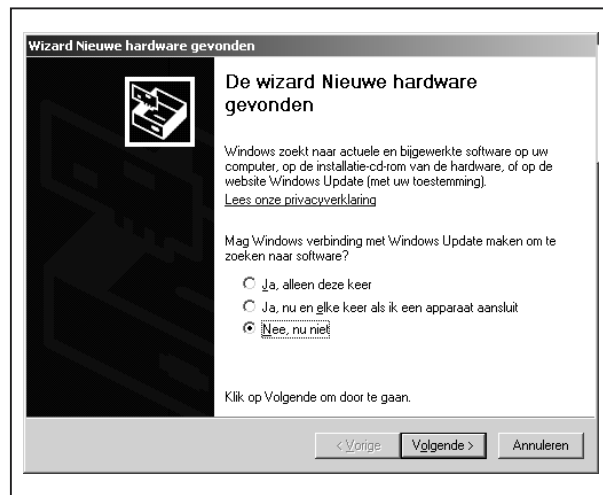 Wizard Nieuwe hardware gevonden
De wizard Nieuwe hardware
gevonden
Windows zoekt naar actuele en bijgewerkte software op uw
computer, op de installatie-cd-rom van de hardware, of op de
website Windows Update (met uw toestemming).
Lees onze privacyverklaring
Mag Windows verbinding met Windows Update maken om te
zoeken naar software?
Ja, alleen deze keer
Ja, nu en elke keer als ik een apparaat aansluit
Nee, nu niet
Klik op Volgende om door te gaan.
< Vorige Volgende > Annuleren